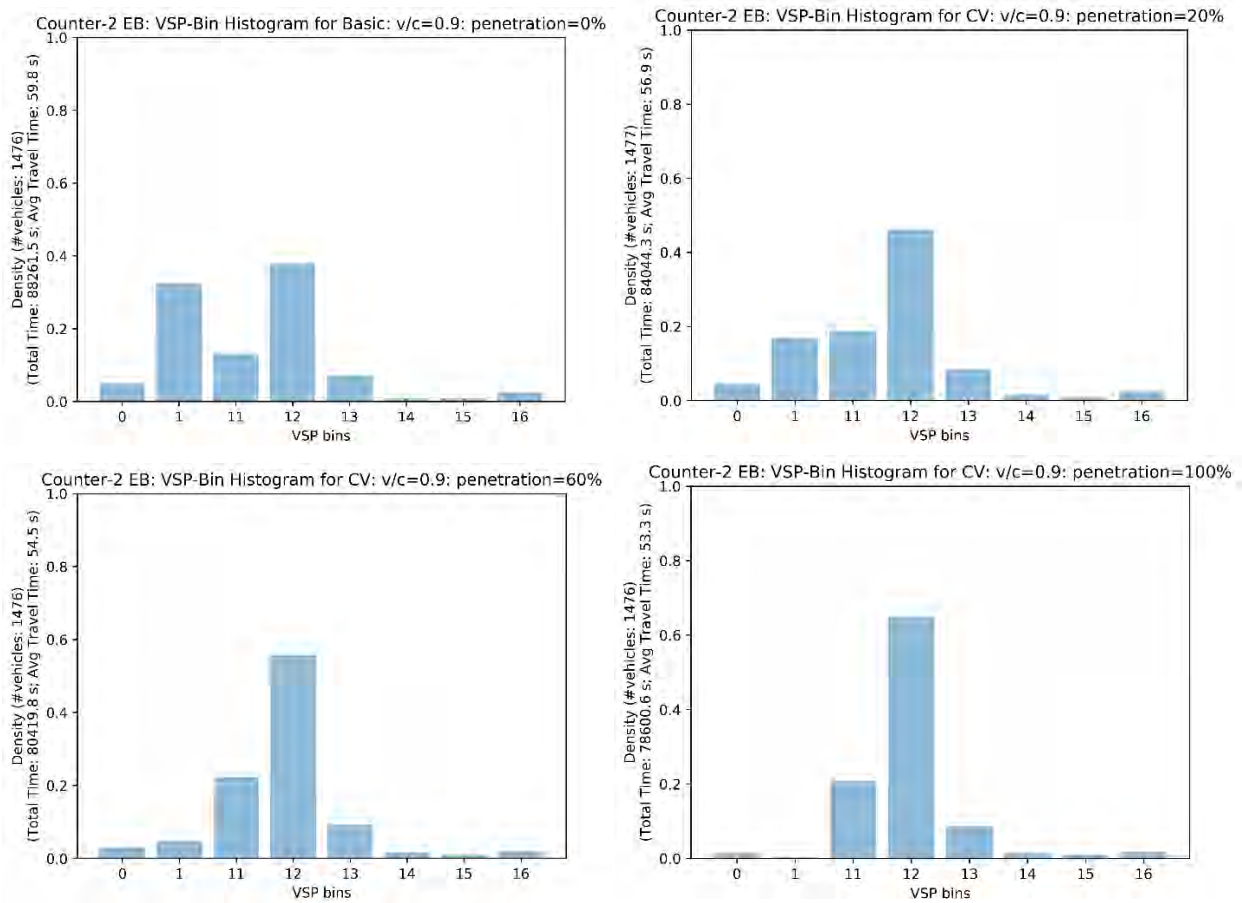 Counter-2 EB: VSP-Bin Histogram for Basic: v/c=0.9: penetration=0%
Density (#vehicles: 1476)
(Total Time: 88261.5 s; Avg Travel Time: 59.8 s)
1.0
0.8
0.6
0.4
0.2
0.0
0 1 11 12 13 14 15 16
VSP bins
Counter-2 EB: VSP-Bin Histogram for CV: v/c=0.9: penetration=20%
Density (#vehicles: 1477)
(Total Time: 84044.3 s; Avg Travel Time: 56.9 s)
1.0
0.8
0.6
0.4
0.2
0.0
0 1 11 12 13 14 15 16
VSP bins
Counter-2 EB: VSP-Bin Histogram for CV: v/c=0.9: penetration=60%
Density (#vehicles: 1476)
(Total Time: 80419.8 s; Avg Travel Time: 54.5 s)
1.0
0.8
0.6
0.4
0.2
0.0
0 1 11 12 13 14 15 16
VSP bins
Counter-2 EB: VSP-Bin Histogram for CV: v/c=0.9: penetration=100%
Density (#vehicles: 1476)
(Total Time: 78600.6 s; Avg Travel Time: 53.3 s)
1.0
0.8
0.6
0.4
0.2
0.0
0 1 11 12 13 14 15 16
VSP bins